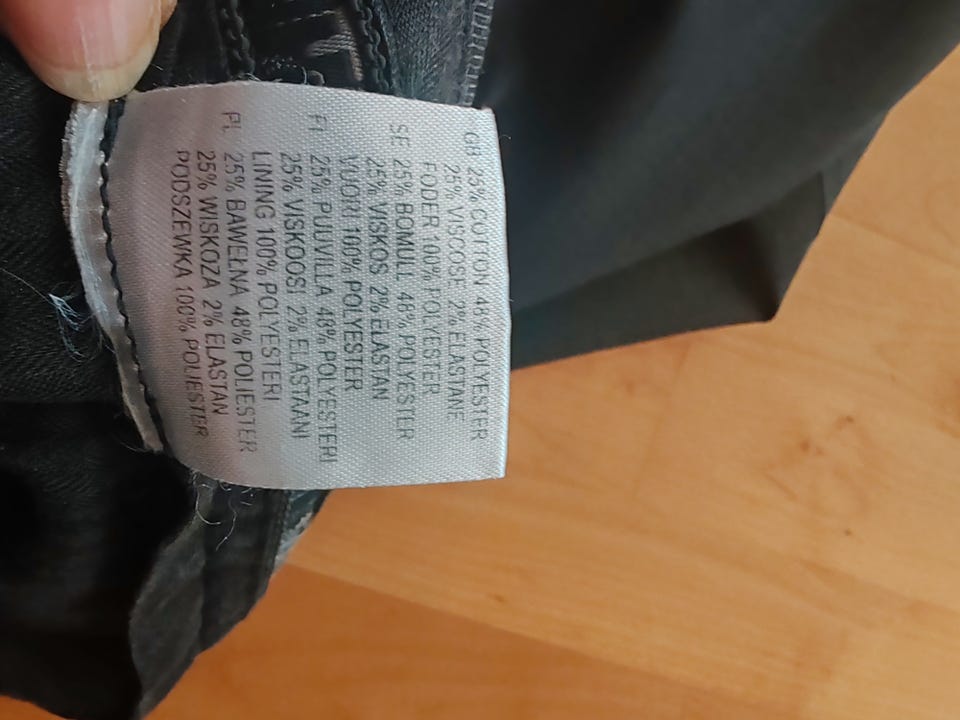 GB 25% COTTON 48% POLYESTER
25% VISCOSE 2% ELASTANE
FODER 100% POLYESTER
SE 25% BOMULL 48% POLYESTER
25% VISKOS 2% ELASTAN
VUORI 100% POLYESTER
FI 25% PUUVILLA 48% POLYESTERI
25% VISKOOSI 2% ELASTAANI
LINING 100% POLYESTERI
PL 25% BAWEŁNA 48% POLIESTER
25% WISKOZA 2% ELASTAN
PODSZEWKA 100% POLIESTER